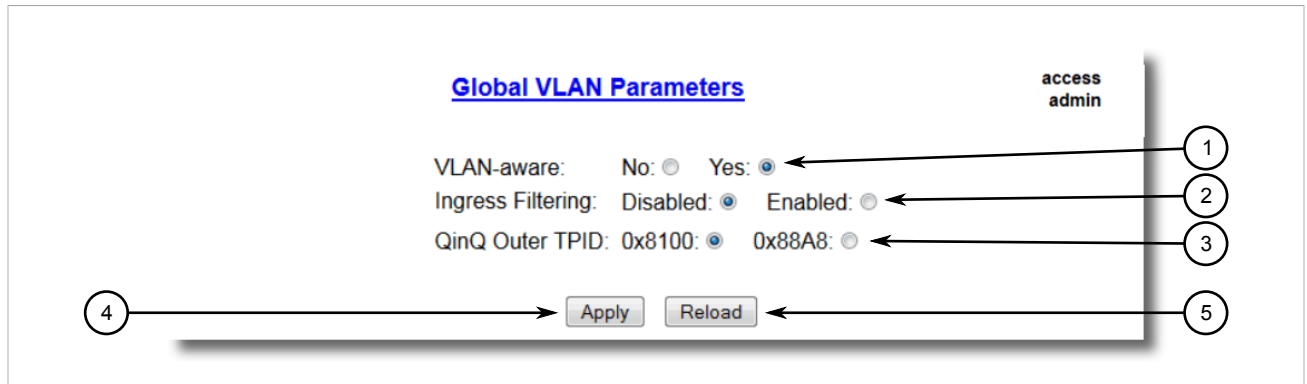 Global VLAN Parameters
access
admin
VLAN-aware: No: Yes:
1
Ingress Filtering: Disabled: Enabled:
2
QinQ Outer TPID: 0x8100: 0x88A8:
3
4
Apply Reload
5